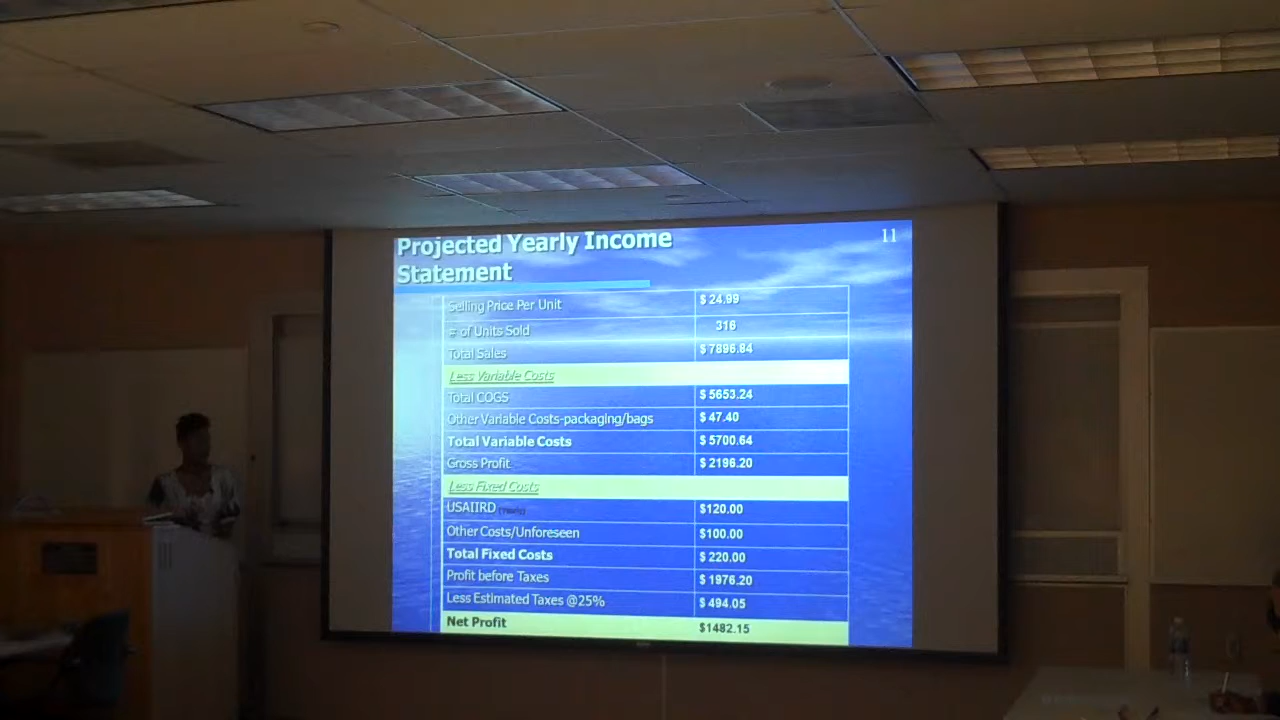 Projected Yearly Income
Statement
11
Selling Price Per Unit $ 24.99
# of Units Sold 316
Total Sales $ 7896.84
Less Variable Costs
Total COGS $ 5653.24
Other Variable Costs-packaging/bags $ 47.40
Total Variable Costs $ 5700.64
Gross Profit $ 2196.20
Less Fixed Costs
USAIIRD $120.00
Other Costs/Unforeseen $100.00
Total Fixed Costs $ 220.00
Profit before Taxes $ 1976.20
Less Estimated Taxes @25% $ 494.05
Net Profit $1482.15